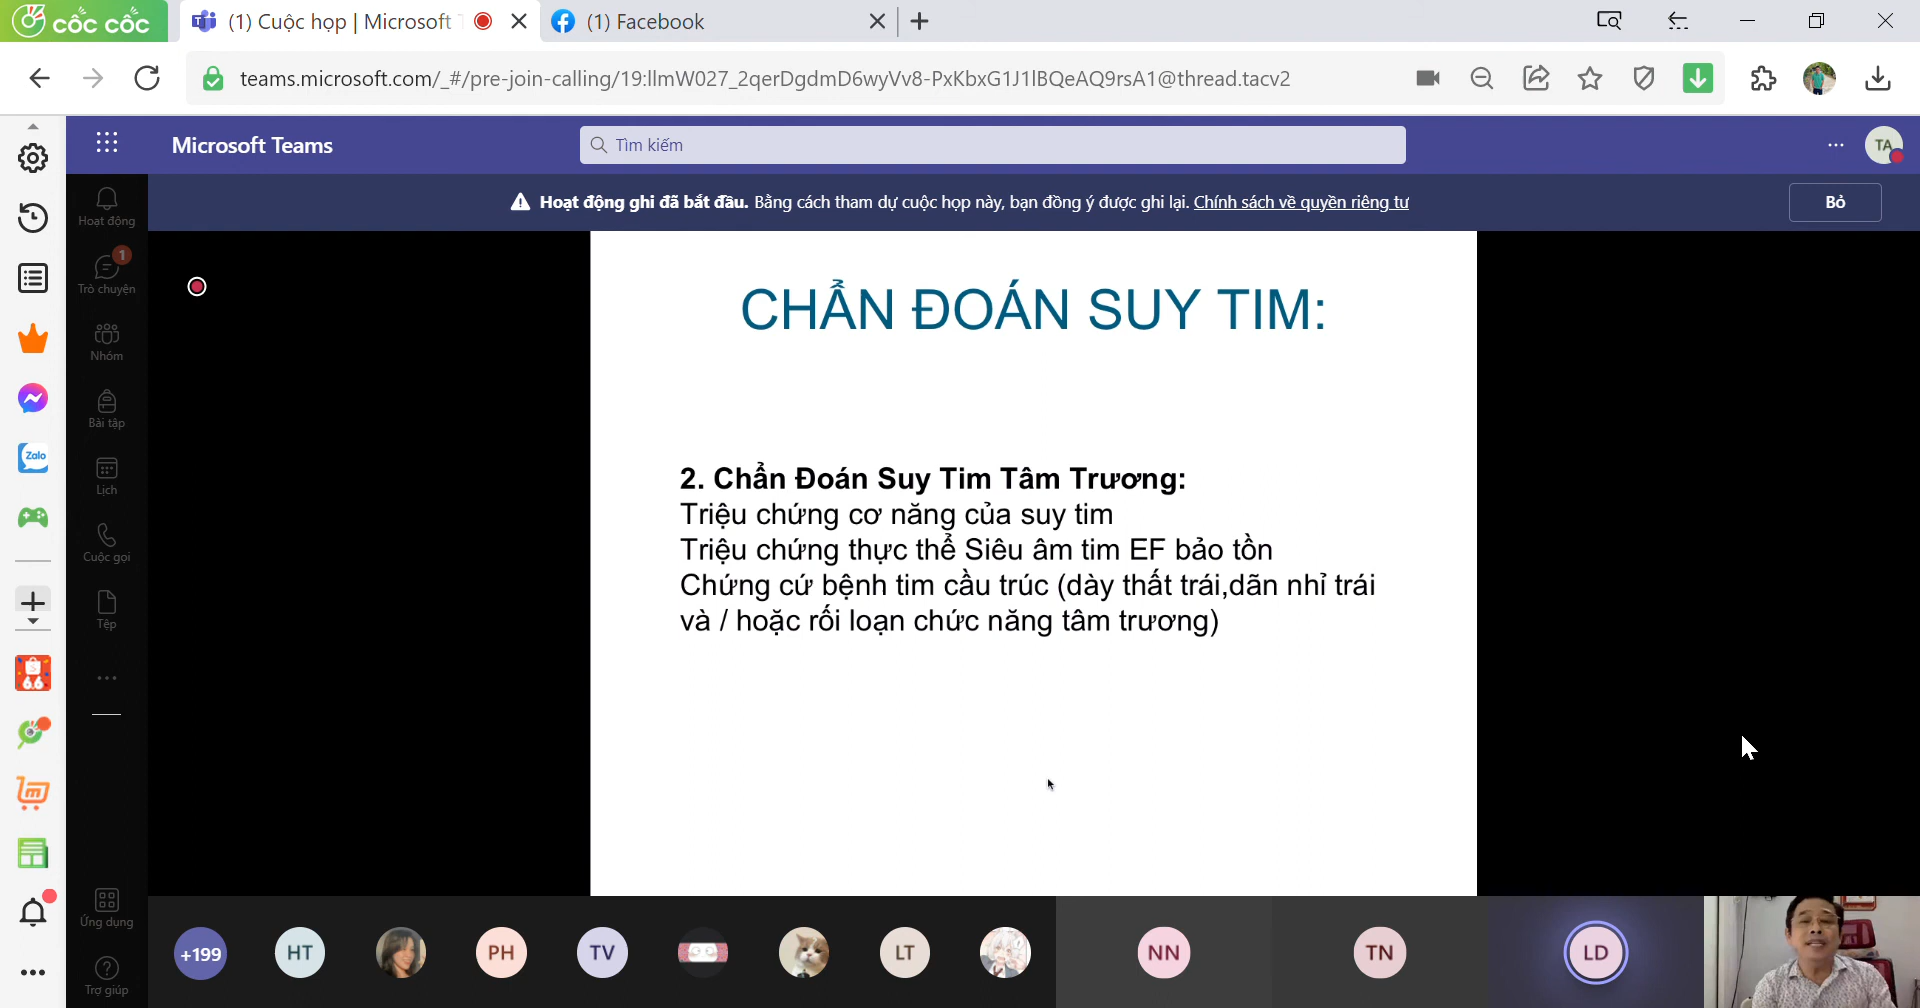 cốc cốc
(1) Cuộc họp | Microsoft T
(1) Facebook
teams.microsoft.com/_#/pre-join-calling/19:llmW027_2qerDgdmD6wyVv8-PxKbxG1J1lBQeAQ9rsA1@thread.tacv2
Microsoft Teams
Tìm kiếm
TA
Hoạt động ghi đã bắt đầu. Bằng cách tham dự cuộc họp này, bạn đồng ý được ghi lại. Chính sách về quyền riêng tư
Bỏ
Hoạt động
1
Trò chuyện
Nhóm
Bài tập
Lịch
Cuộc gọi
Tệp
Ứng dụng
Trợ giúp
Zalo
6.6
CHẨN ĐOÁN SUY TIM:
2. Chẩn Đoán Suy Tim Tâm Trương:
Triệu chứng cơ năng của suy tim
Triệu chứng thực thể Siêu âm tim EF bảo tồn
Chứng cứ bệnh tim cầu trúc (dày thất trái,dãn nhĩ trái
và / hoặc rối loạn chức năng tâm trương)
+199
HT
PH
TV
LT
NN
TN
LD